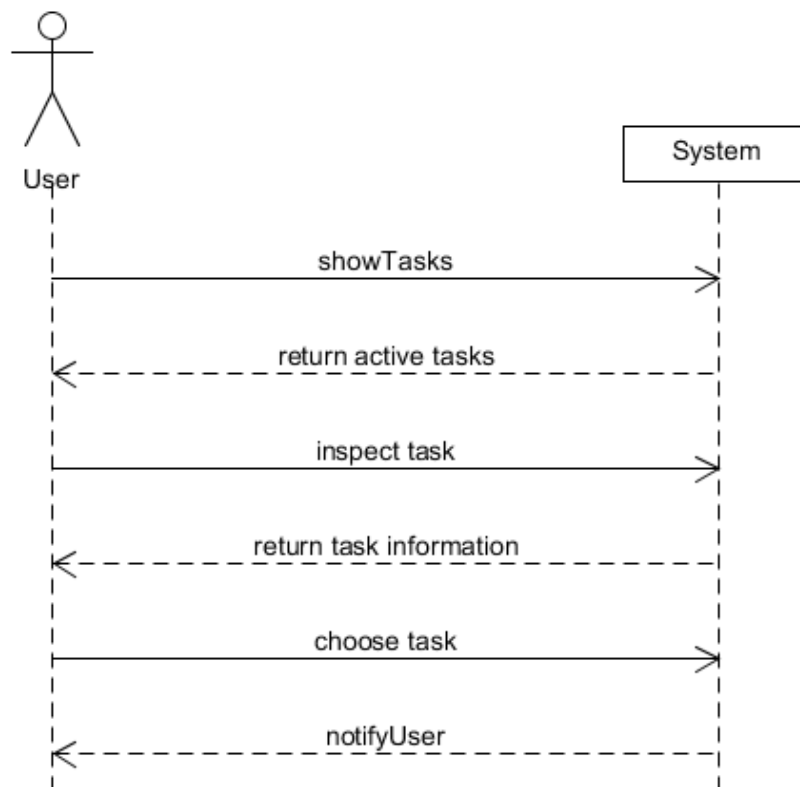 User
System
showTasks
return active tasks
inspect task
return task information
choose task
notifyUser